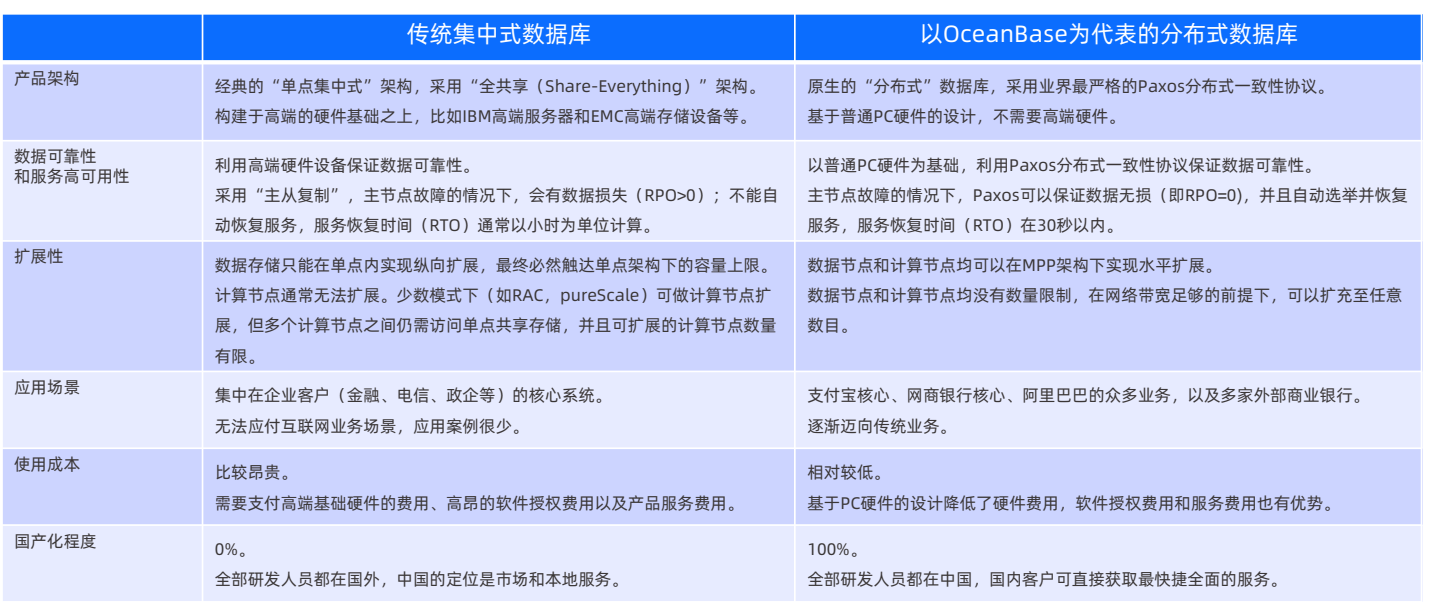 传统集中式数据库
以OceanBase为代表的分布式数据库
产品架构
经典的“单点集中式”架构，采用“全共享（Share-Everything）”架构。
构建于高端的硬件基础之上，比如IBM高端服务器和EMC高端存储设备等。
原生的“分布式”数据库，采用业界最严格的Paxos分布式一致性协议。
基于普通PC硬件的设计，不需要高端硬件。
数据可靠性
和服务高可用性
利用高端硬件设备保证数据可靠性。
采用“主从复制”，主节点故障的情况下，会有数据损失（RPO>0）；不能自
动恢复服务，服务恢复时间（RTO）通常以小时为单位计算。
以普通PC硬件为基础，利用Paxos分布式一致性协议保证数据可靠性。
主节点故障的情况下，Paxos可以保证数据无损（即RPO=0)，并且自动选举并恢复
服务，服务恢复时间（RTO）在30秒以内。
扩展性
数据存储只能在单点内实现纵向扩展，最终必然触达单点架构下的容量上限。
计算节点通常无法扩展。少数模式下（如RAC，pureScale）可做计算节点扩
展，但多个计算节点之间仍需访问单点共享存储，并且可扩展的计算节点数量
有限。
数据节点和计算节点均可以在MPP架构下实现水平扩展。
数据节点和计算节点均没有数量限制，在网络带宽足够的前提下，可以扩充至任意
数目。
应用场景
集中在企业客户（金融、电信、政企等）的核心系统。
无法应付互联网业务场景，应用案例很少。
支付宝核心、网商银行核心、阿里巴巴的众多业务，以及多家外部商业银行。
逐渐迈向传统业务。
使用成本
比较昂贵。
需要支付高端基础硬件的费用、高昂的软件授权费用以及产品服务费用。
相对较低。
基于PC硬件的设计降低了硬件费用，软件授权费用和服务费用也有优势。
国产化程度
0%。
全部研发人员都在国外，中国的定位是市场和本地服务。
100%。
全部研发人员都在中国，国内客户可直接获取最快捷全面的服务。